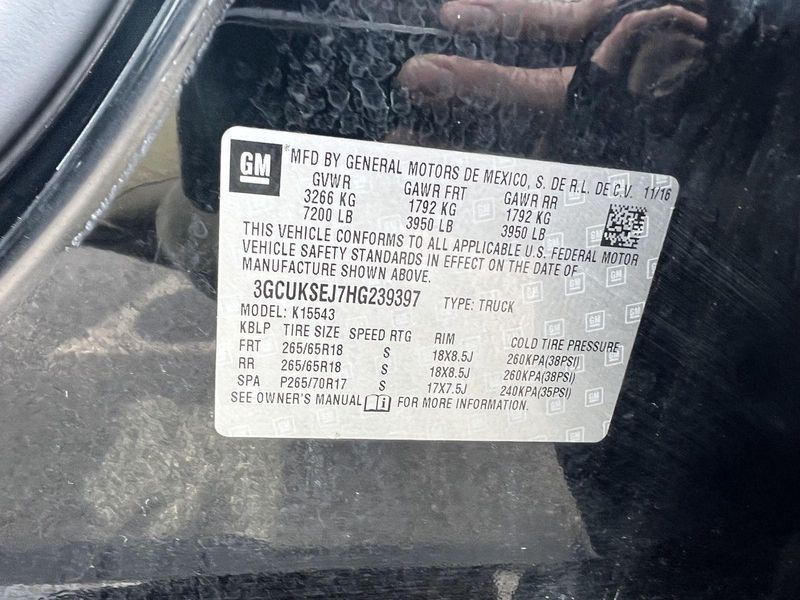 GM MFD BY GENERAL MOTORS DE MEXICO, S. DE R.L. DE C.V. 11/16
GVWR GAWR FRT GAWR RR
3266 KG 1792 KG 1792 KG
7200 LB 3950 LB 3950 LB
THIS VEHICLE CONFORMS TO ALL APPLICABLE U.S. FEDERAL MOTOR
VEHICLE SAFETY STANDARDS IN EFFECT ON THE DATE OF
MANUFACTURE SHOWN ABOVE.
3GCUKSEJ7HG239397 TYPE: TRUCK
MODEL: K15543
KBLP TIRE SIZE SPEED RTG RIM COLD TIRE PRESSURE
FRT 265/65R18 S 18X8.5J 260KPA(38PSI)
RR 265/65R18 S 18X8.5J 260KPA(38PSI)
SPA P265/70R17 S 17X7.5J 240KPA(35PSI)
SEE OWNER'S MANUAL FOR MORE INFORMATION.